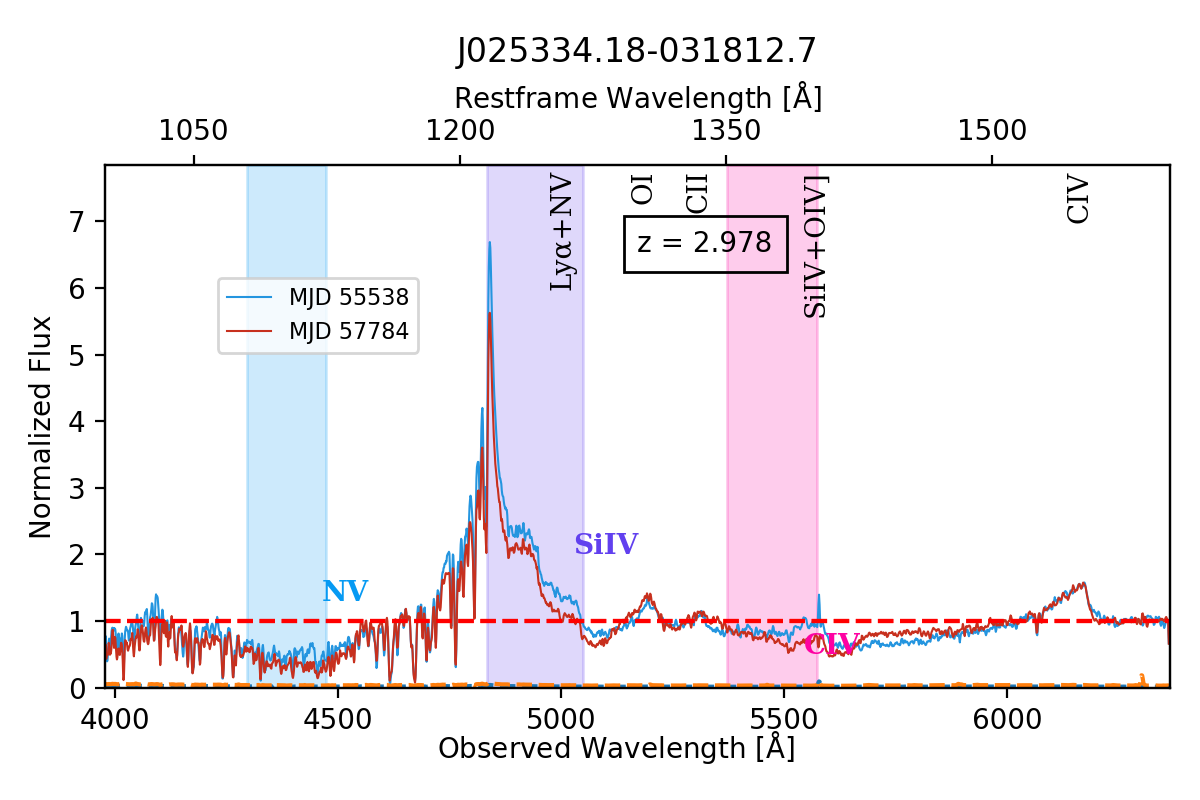 J025334.18-031812.7
Restframe Wavelength [Å]
1050 1200 1350 1500
Lyα+NV
OI
CII
SiIV+OIV]
CIV
z = 2.978
MJD 55538
MJD 57784
NV
SiIV
CIV
Normalized Flux
7
6
5
4
3
2
1
0
4000 4500 5000 5500 6000
Observed Wavelength [Å]